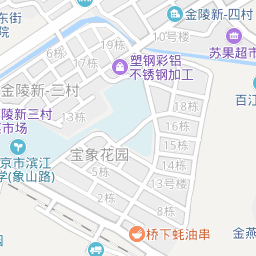 东街
院
19栋
金陵新-四村
10栋
塑钢彩铝
不锈钢加工
苏果超市
金陵新-三村
18栋
百江
金陵新三村
菜市场
13栋
16栋
15栋
宝象花园
南京市滨江
中学(象山路)
14栋
5栋
13号楼
2栋
8栋
桥下蚝油串
金燕